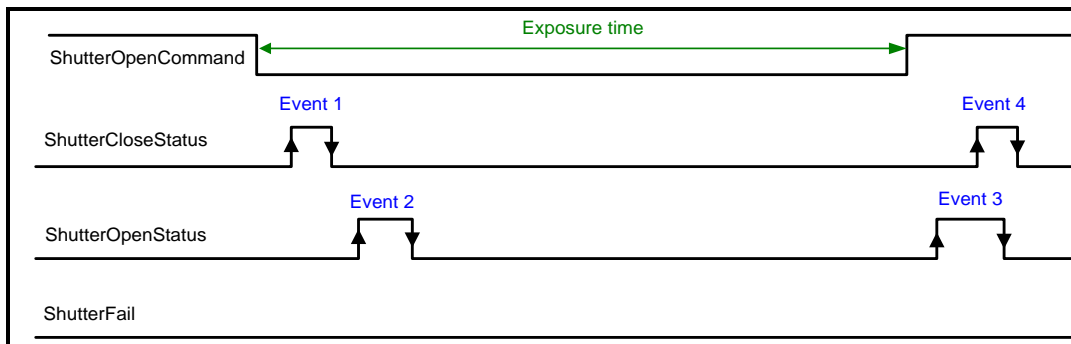 Exposure time
ShutterOpenCommand
Event 1
Event 4
ShutterCloseStatus
Event 2
Event 3
ShutterOpenStatus
ShutterFail